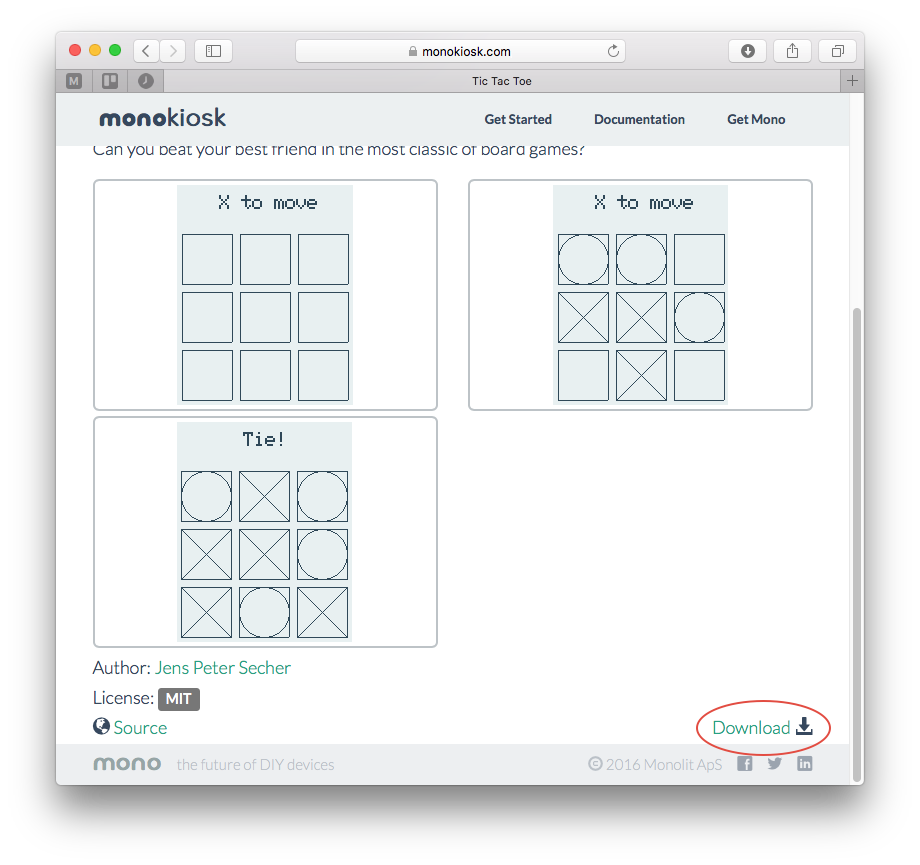 monokiosk.com
M
Tic Tac Toe
monokiosk
Get Started
Documentation
Get Mono
Can you beat your best friend in the most classic of board games?
X to move
X to move
Tie!
Author: Jens Peter Secher
License: MIT
Source
Download
mono the future of DIY devices
© 2016 Monolit ApS